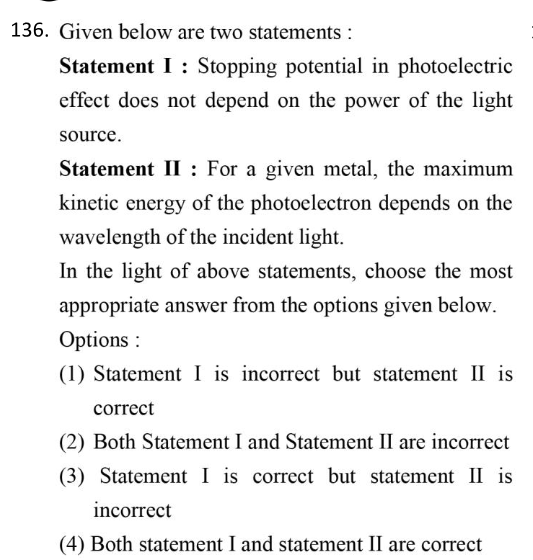 136. Given below are two statements :
Statement I : Stopping potential in photoelectric
effect does not depend on the power of the light
source.
Statement II : For a given metal, the maximum
kinetic energy of the photoelectron depends on the
wavelength of the incident light.
In the light of above statements, choose the most
appropriate answer from the options given below.
Options :
(1) Statement I is incorrect but statement II is
correct
(2) Both Statement I and Statement II are incorrect
(3) Statement I is correct but statement II is
incorrect
(4) Both statement I and statement II are correct